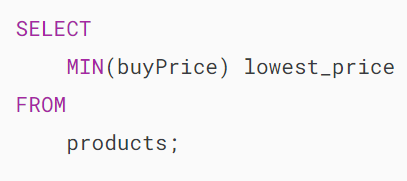 SELECT
    MIN(buyPrice) lowest_price
FROM
    products;